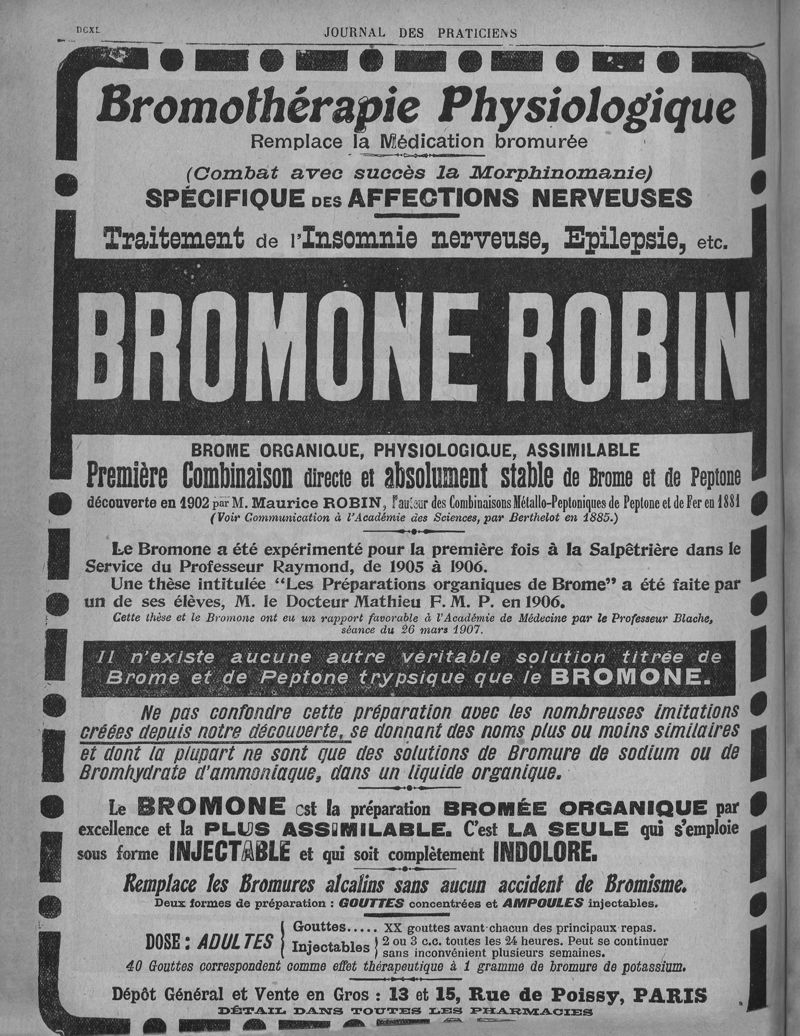 DCXL
JOURNAL DES PRATICIENS
Bromothérapie Physiologique
Remplace la Médication bromurée
(Combat avec succès la Morphinomanie)
SPÉCIFIQUE DES AFFECTIONS NERVEUSES
Traitement de l'Insomnie nerveuse, Epilepsie, etc.
BROMONE ROBIN
BROME ORGANIQUE, PHYSIOLOGIQUE, ASSIMILABLE
Première Combinaison directe et absolument stable de Brome et de Peptone
découverte en 1902 par M. Maurice ROBIN, l'auteur des Combinaisons Métallo-Peptoniques de Peptone et de Fer en 1881
(Voir Communication à l'Académie des Sciences, par Berthelot en 1885.)
Le Bromone a été expérimenté pour la première fois à la Salpêtrière dans le
Service du Professeur Raymond, de 1905 à 1906.
Une thèse intitulée "Les Préparations organiques de Brome" a été faite par
un de ses élèves, M. le Docteur Mathieu F. M. P. en 1906.
Cette thèse et le Bromone ont eu un rapport favorable à l'Académie de Médecine par le Professeur Blache,
séance du 26 mars 1907.
Il n'existe aucune autre véritable solution titrée de
Brome et de Peptone trypsique que le BROMONE.
Ne pas confondre cette préparation avec les nombreuses imitations
créées depuis notre découverte, se donnant des noms plus ou moins similaires
et dont la plupart ne sont que des solutions de Bromure de sodium ou de
Bromhydrate d'ammoniaque, dans un liquide organique.
Le BROMONE est la préparation BROMÉE ORGANIQUE par
excellence et la PLUS ASSIMILABLE. C'est LA SEULE qui s'emploie
sous forme INJECTABLE et qui soit complètement INDOLORE.
Remplace les Bromures alcalins sans aucun accident de Bromisme.
Deux formes de préparation : GOUTTES concentrées et AMPOULES injectables.
DOSE : ADULTES
Gouttes..... XX gouttes avant chacun des principaux repas.
Injectables 2 ou 3 c.c. toutes les 24 heures. Peut se continuer
sans inconvénient plusieurs semaines.
40 Gouttes correspondent comme effet thérapeutique à 1 gramme de bromure de potassium.
Dépôt Général et Vente en Gros : 13 et 15, Rue de Poissy, PARIS
DÉTAIL DANS TOUTES LES PHARMACIES